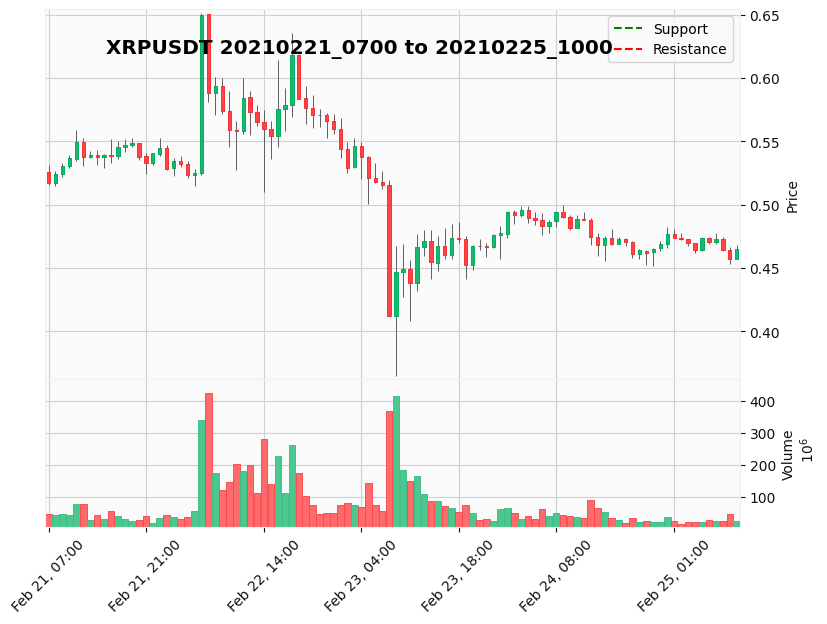 XRPUSDT 20210221_0700 to 20210225_1000
Support
Resistance
0.65
0.60
0.55
0.50
0.45
0.40
Price
400
300
200
100
Volume
10^6
Feb 21, 07:00
Feb 21, 21:00
Feb 22, 14:00
Feb 23, 04:00
Feb 23, 18:00
Feb 24, 08:00
Feb 25, 01:00